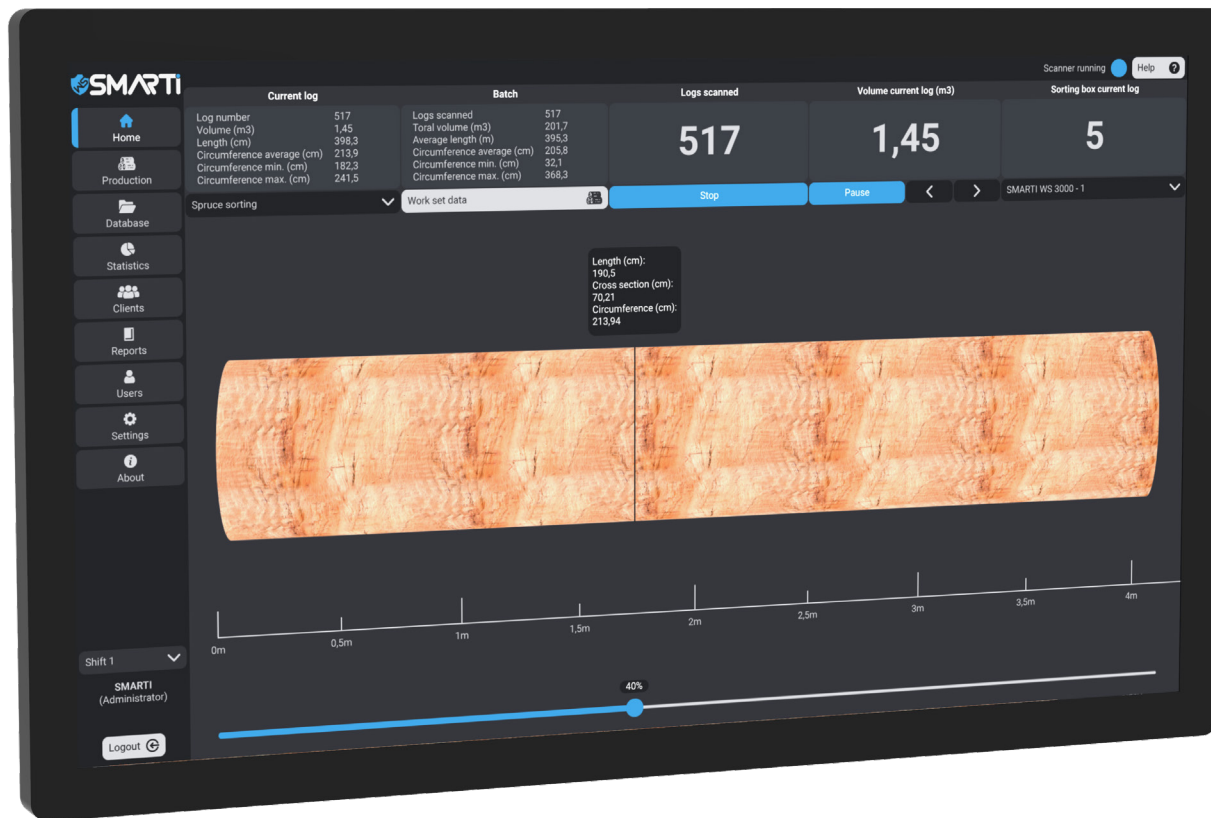 SMARTi
Scanner running
Help ?
Home
Production
Database
Statistics
Clients
Reports
Users
Settings
About
Shift 1
SMARTI
(Administrator)
Logout
Current log
Log number 517
Volume (m3) 1,45
Length (cm) 398,3
Circumference average (cm) 213,9
Circumference min. (cm) 182,3
Circumference max. (cm) 241,5
Batch
Logs scanned 517
Total volume (m3) 201,7
Average length (m) 395,3
Circumference average (cm) 205,8
Circumference min. (cm) 32,1
Circumference max. (cm) 368,3
Logs scanned
517
Volume current log (m3)
1,45
Sorting box current log
5
Spruce sorting
Work set data
Stop
Pause
SMARTI WS 3000 - 1
Length (cm):
190,5
Cross section (cm):
70,21
Circumference (cm):
213,94
0m 0,5m 1m 1,5m 2m 2,5m 3m 3,5m 4m
40%